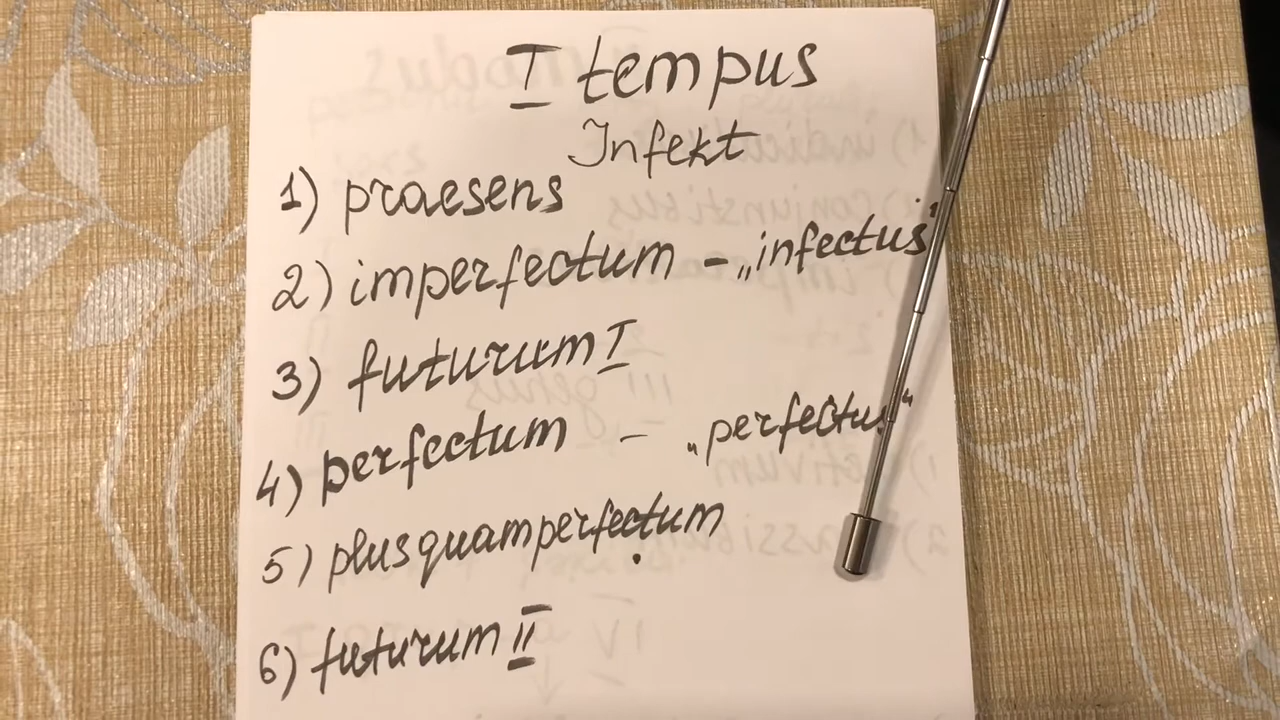 I tempus
Infekt
1) praesens
2) imperfectum - „infectus"
3) futurum I
4) perfectum - „perfectus"
5) plusquamperfectum
6) futurum II